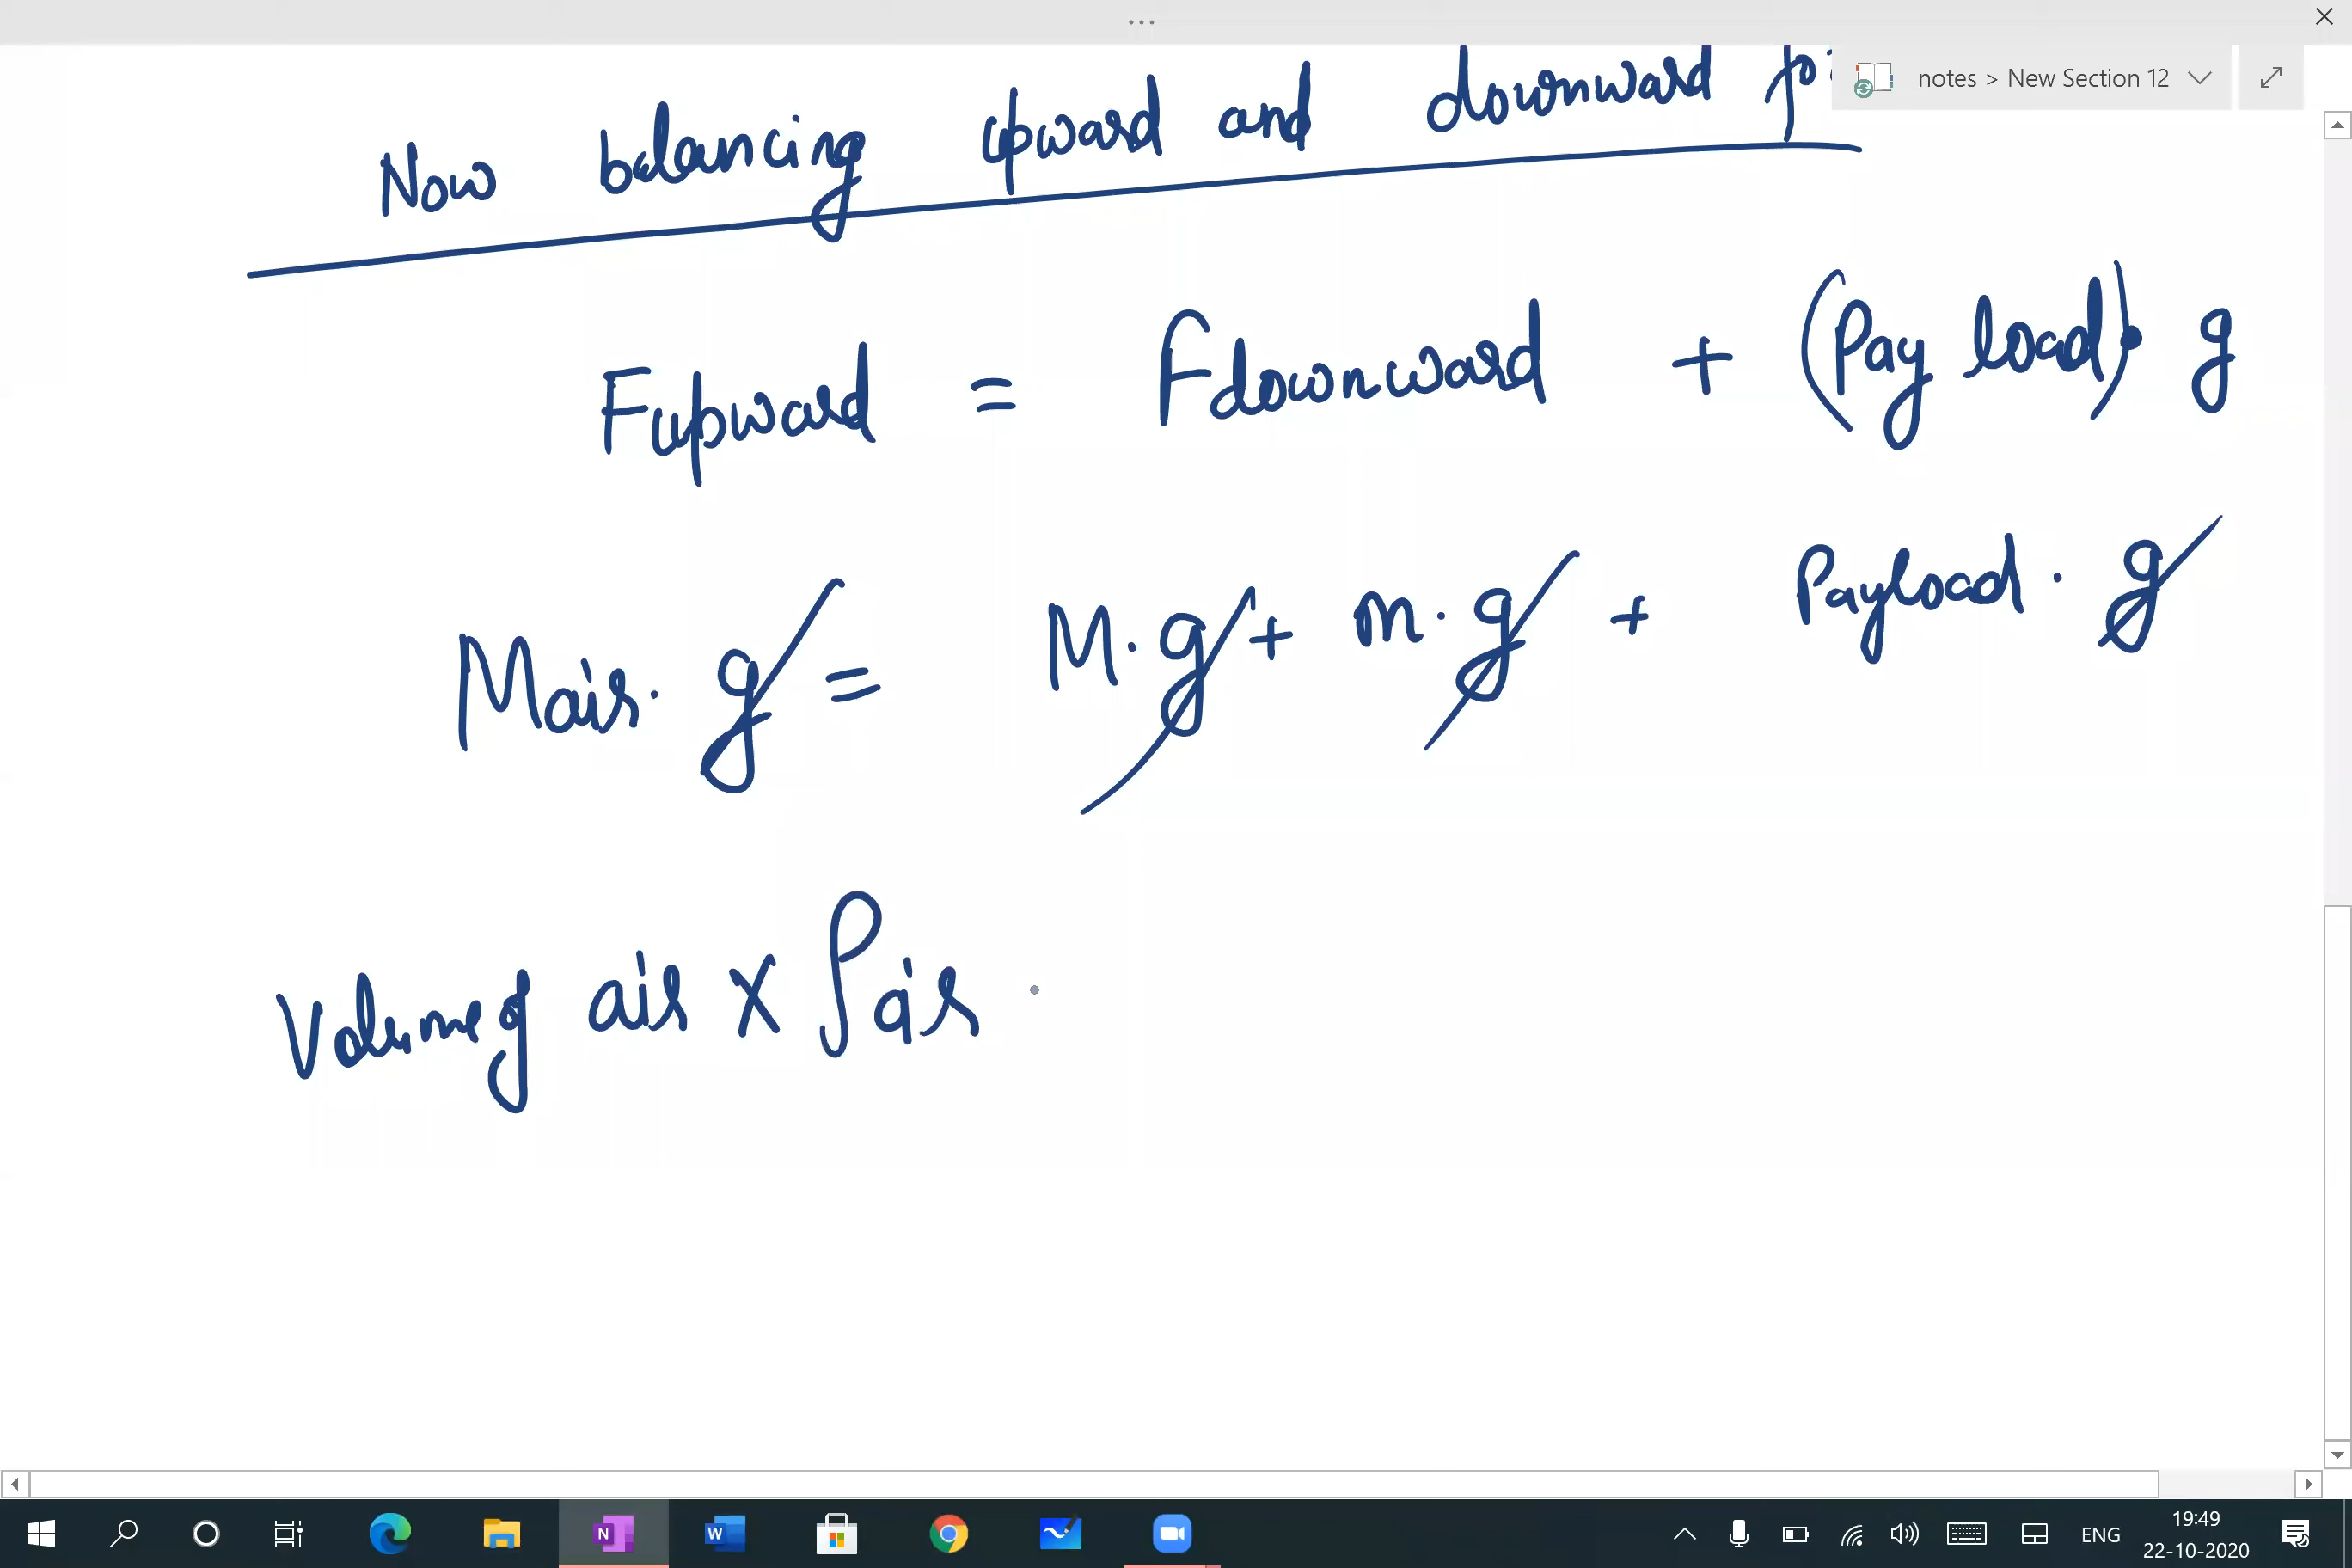 notes > New Section 12
Now balancing upward and downward
Fupward = Fdownward + (Pay load). g
Mair. g = M.g + m.g + Payload. g
Volume of air x ρair
N
W
ENG
19:49
22-10-2020